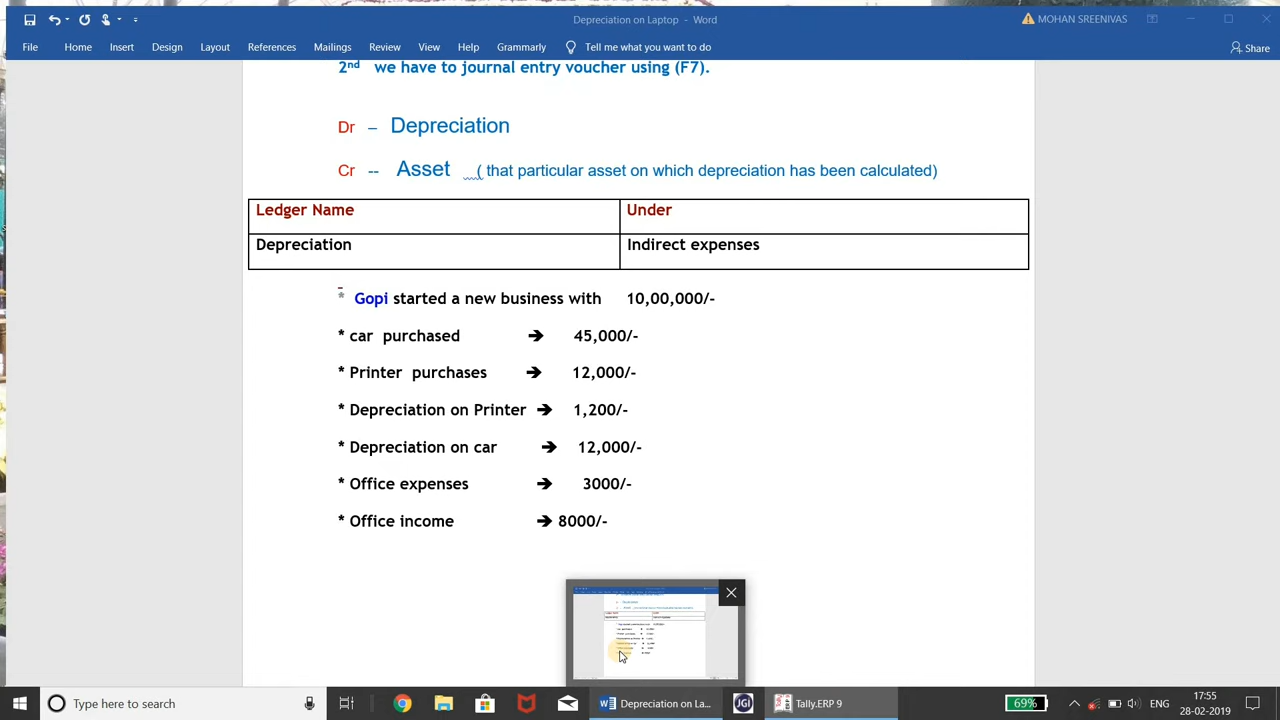 Depreciation on Laptop - Word
MOHAN SREENIVAS
File Home Insert Design Layout References Mailings Review View Help Grammarly Tell me what you want to do Share
2nd we have to journal entry voucher using (F7).
Dr – Depreciation
Cr -- Asset ( that particular asset on which depreciation has been calculated)
Ledger Name Under
Depreciation Indirect expenses
* Gopi started a new business with 10,00,000/-
* car purchased ➔ 45,000/-
* Printer purchases ➔ 12,000/-
* Depreciation on Printer ➔ 1,200/-
* Depreciation on car ➔ 12,000/-
* Office expenses ➔ 3000/-
* Office income ➔ 8000/-
Type here to search
Depreciation on La...
JGI
Tally.ERP 9
69%
ENG
17:55
28-02-2019